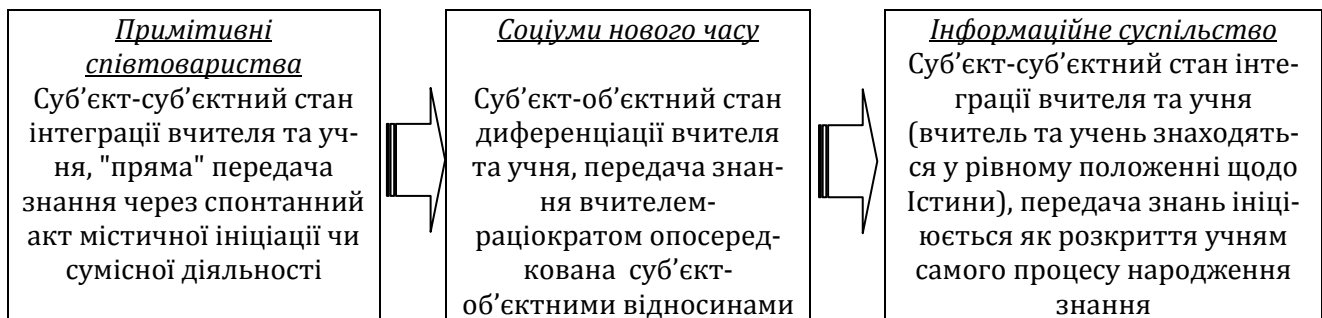 Примітивні
співтовариства
Суб’єкт-суб’єктний стан
інтеграції вчителя та уч-
ня, "пряма" передача
знання через спонтанний
акт містичної ініціації чи
сумісної діяльності
Соціуми нового часу
Суб’єкт-об’єктний стан
диференціації вчителя
та учня, передача знан-
ня вчителем-
раціократом опосеред-
кована суб’єкт-
об’єктними відносинами
Інформаційне суспільство
Суб’єкт-суб’єктний стан інте-
грації вчителя та учня
(вчитель та учень знаходять-
ся у рівному положенні щодо
Істини), передача знань ініці-
юється як розкриття учням
самого процесу народження
знання